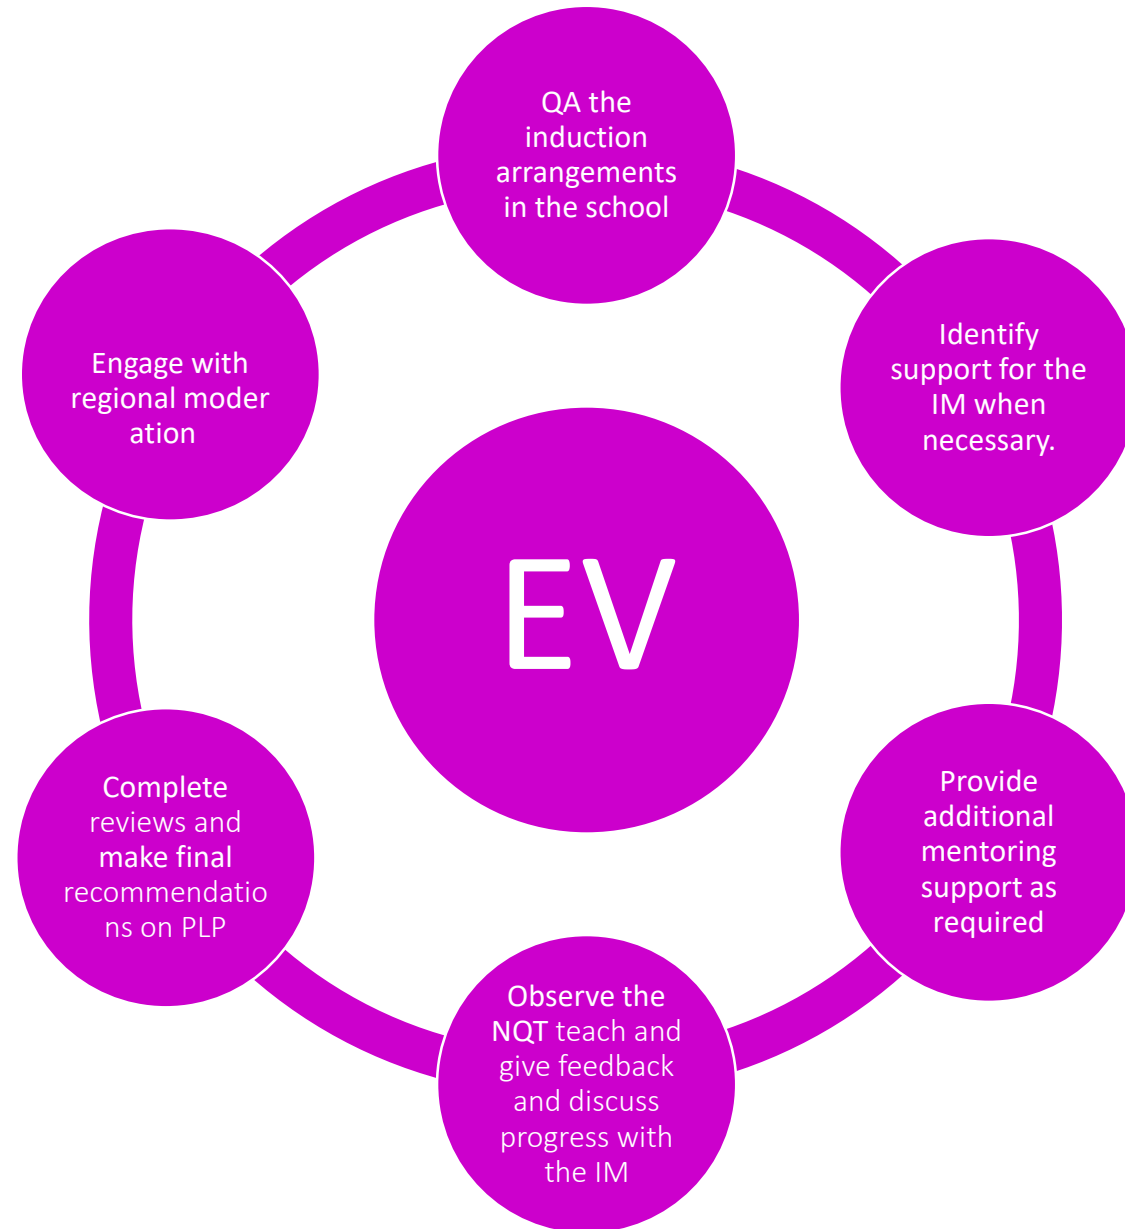 QA the
induction
arrangements
in the school
Identify
support for the
IM when
necessary.
Provide
additional
mentoring
support as
required
Observe the
NQT teach and
give feedback
and discuss
progress with
the IM
Complete
reviews and
make final
recommendatio
ns on PLP
Engage with
regional moder
ation
EV